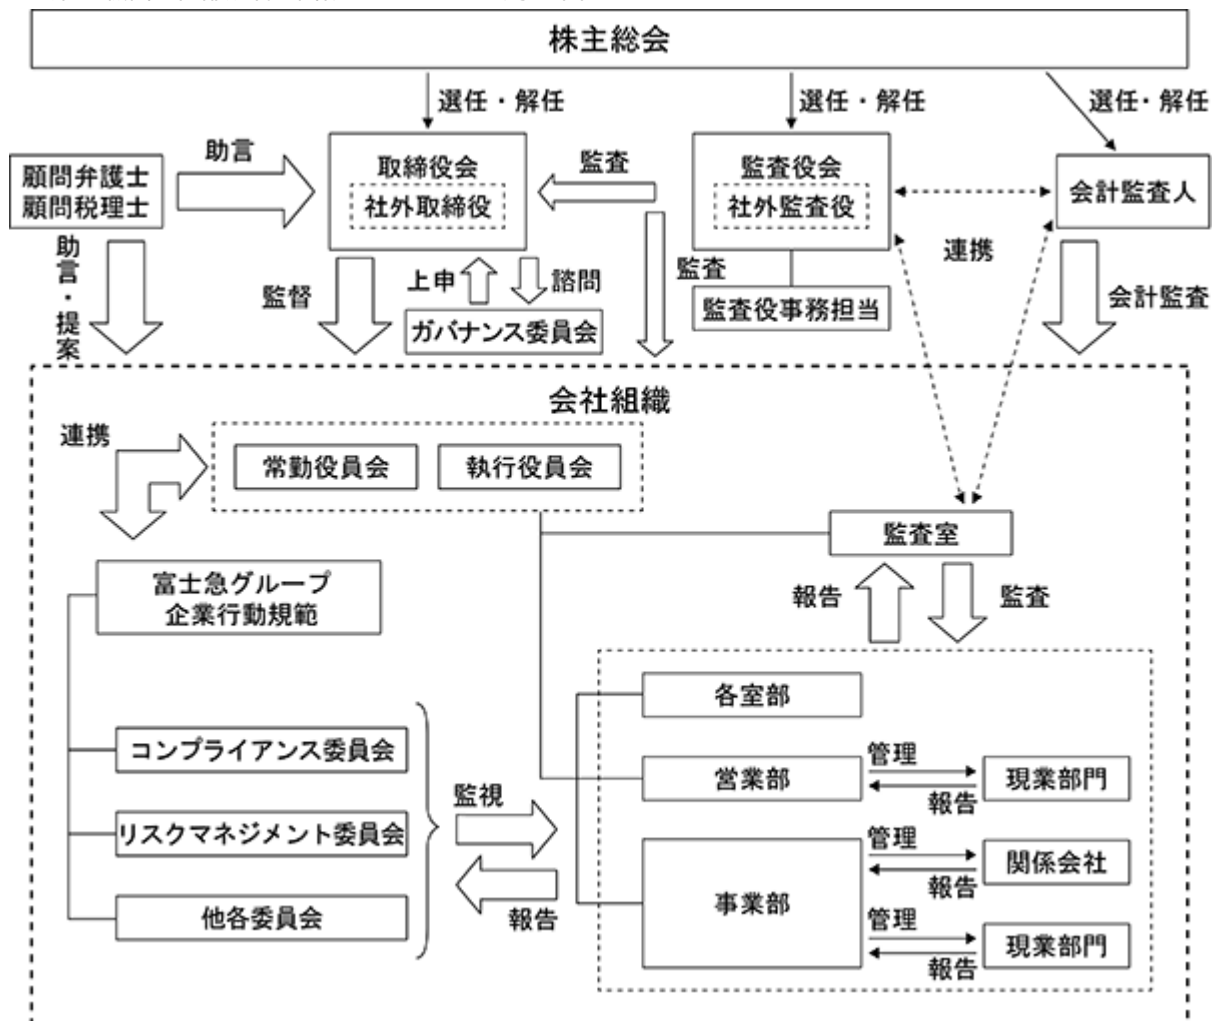 株主総会
選任・解任
選任・解任
選任・解任
顧問弁護士
顧問税理士
助言
取締役会
社外取締役
監査
監査役会
社外監査役
会計監査人
連携
助言・提案
監督
上申
諮問
監査
監査役事務担当
会計監査
ガバナンス委員会
会社組織
連携
常勤役員会
執行役員会
監査室
富士急グループ
企業行動規範
報告
監査
各室部
コンプライアンス委員会
営業部
管理
報告
現業部門
監視
リスクマネジメント委員会
管理
報告
関係会社
事業部
他各委員会
報告
管理
報告
現業部門